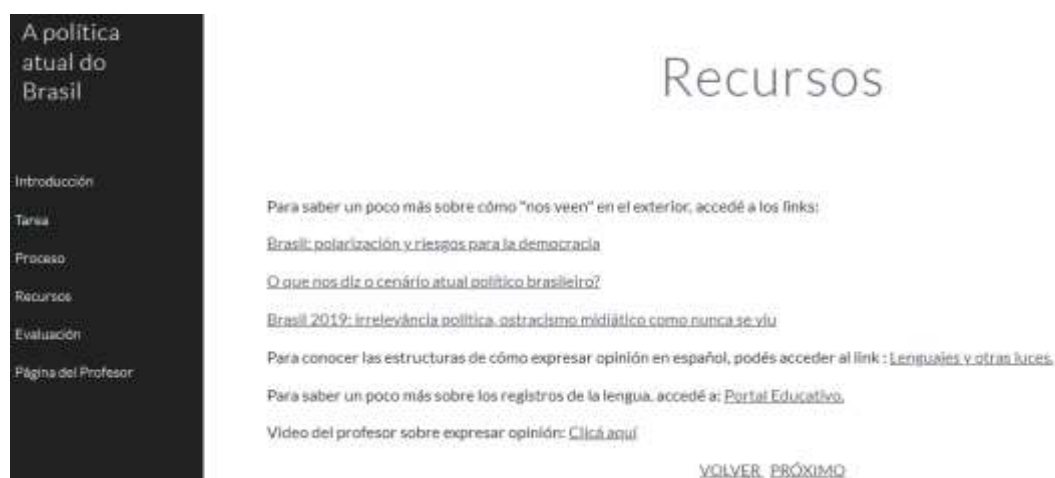 A política
atual do
Brasil
Introducción
Tarea
Proceso
Recursos
Evaluación
Página del Profesor
Recursos
Para saber un poco más sobre cómo "nos veen" en el exterior, accedé a los links:
Brasil: polarización y riesgos para la democracia
O que nos diz o cenário atual político brasileiro?
Brasil 2019: irrelevância política, ostracismo midiático como nunca se viu
Para conocer las estructuras de cómo expresar opinión en español, podés acceder al link : Lenguajes y otras luces.
Para saber un poco más sobre los registros de la lengua, accedé a: Portal Educativo.
Video del profesor sobre expresar opinión: Clicá aquí
VOLVER PRÓXIMO